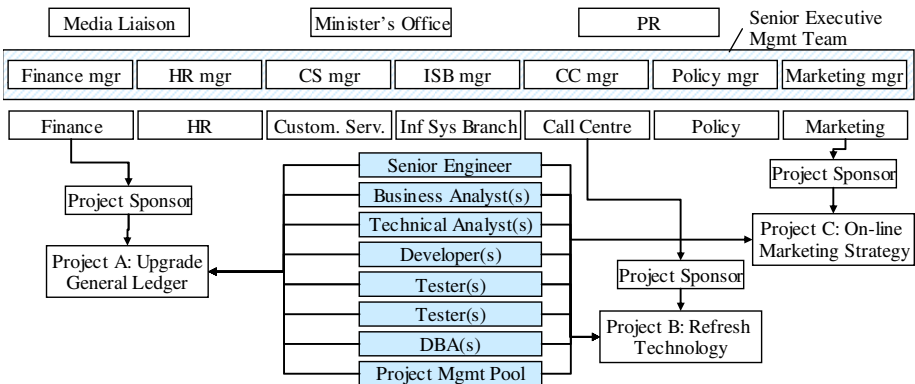 Media Liaison
Minister's Office
PR
Senior Executive
Mgmt Team
Finance mgr
HR mgr
CS mgr
ISB mgr
CC mgr
Policy mgr
Marketing mgr
Finance
HR
Custom. Serv.
Inf Sys Branch
Call Centre
Policy
Marketing
Senior Engineer
Business Analyst(s)
Technical Analyst(s)
Developer(s)
Tester(s)
Tester(s)
DBA(s)
Project Mgmt Pool
Project Sponsor
Project A: Upgrade
General Ledger
Project Sponsor
Project B: Refresh
Technology
Project Sponsor
Project C: On-line
Marketing Strategy